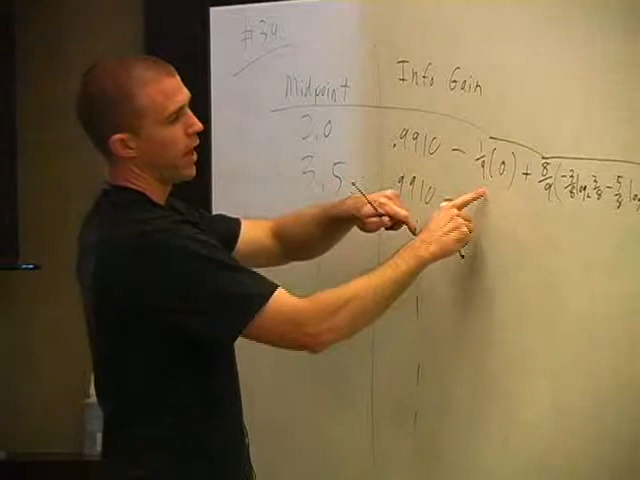 #34
Midpoint Info Gain
2.0 .9910 - 1/9(0) + 8/9(-3/8 log₂ 3/8 - 5/8 log
3.5 .9910 -